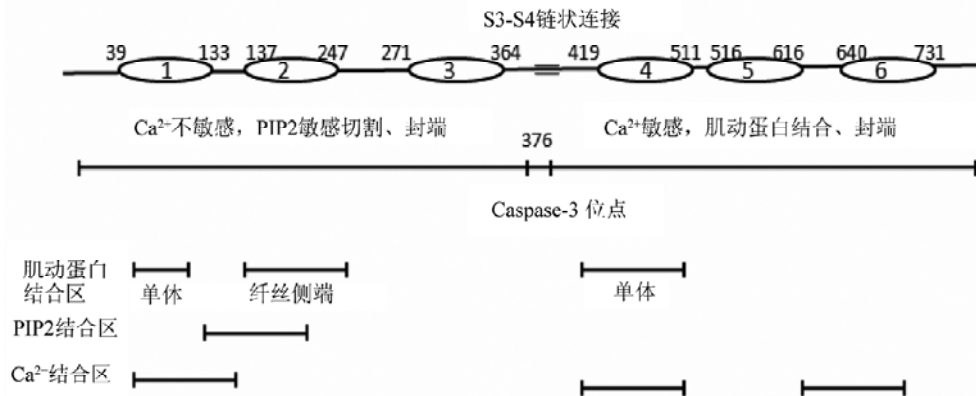 S3-S4链状连接
39 133 137 247 271 364 419 511 516 616 640 731
1 2 3 4 5 6
Ca²⁻不敏感，PIP2敏感切割、封端 Ca²⁺敏感，肌动蛋白结合、封端
376
Caspase-3 位点
肌动蛋白
结合区 单体 纤丝侧端 单体
PIP2结合区
Ca²⁻结合区